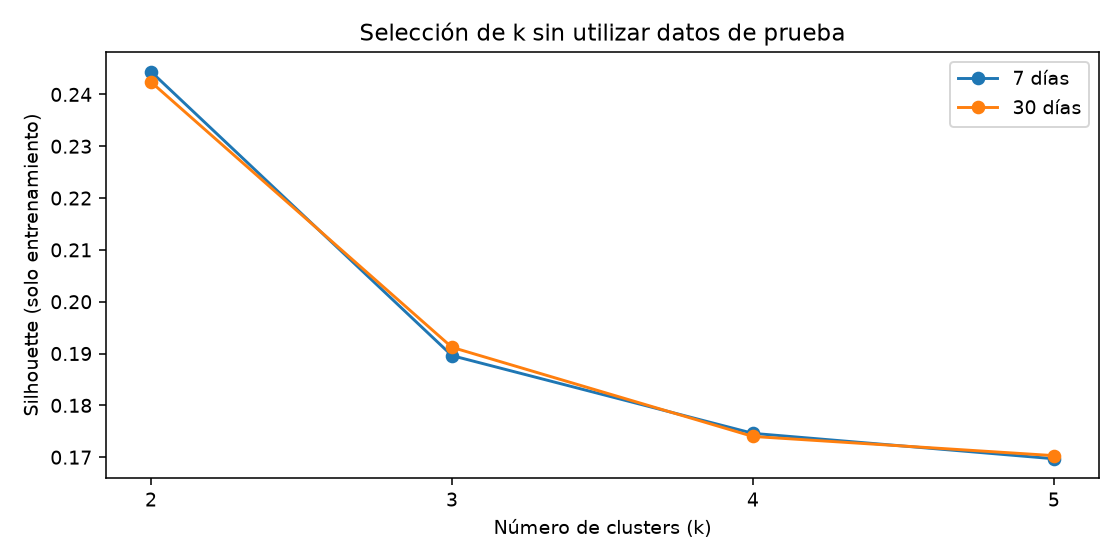 Selección de k sin utilizar datos de prueba
7 días
30 días
Silhouette (solo entrenamiento)
0.24
0.23
0.22
0.21
0.20
0.19
0.18
0.17
2 3 4 5
Número de clusters (k)